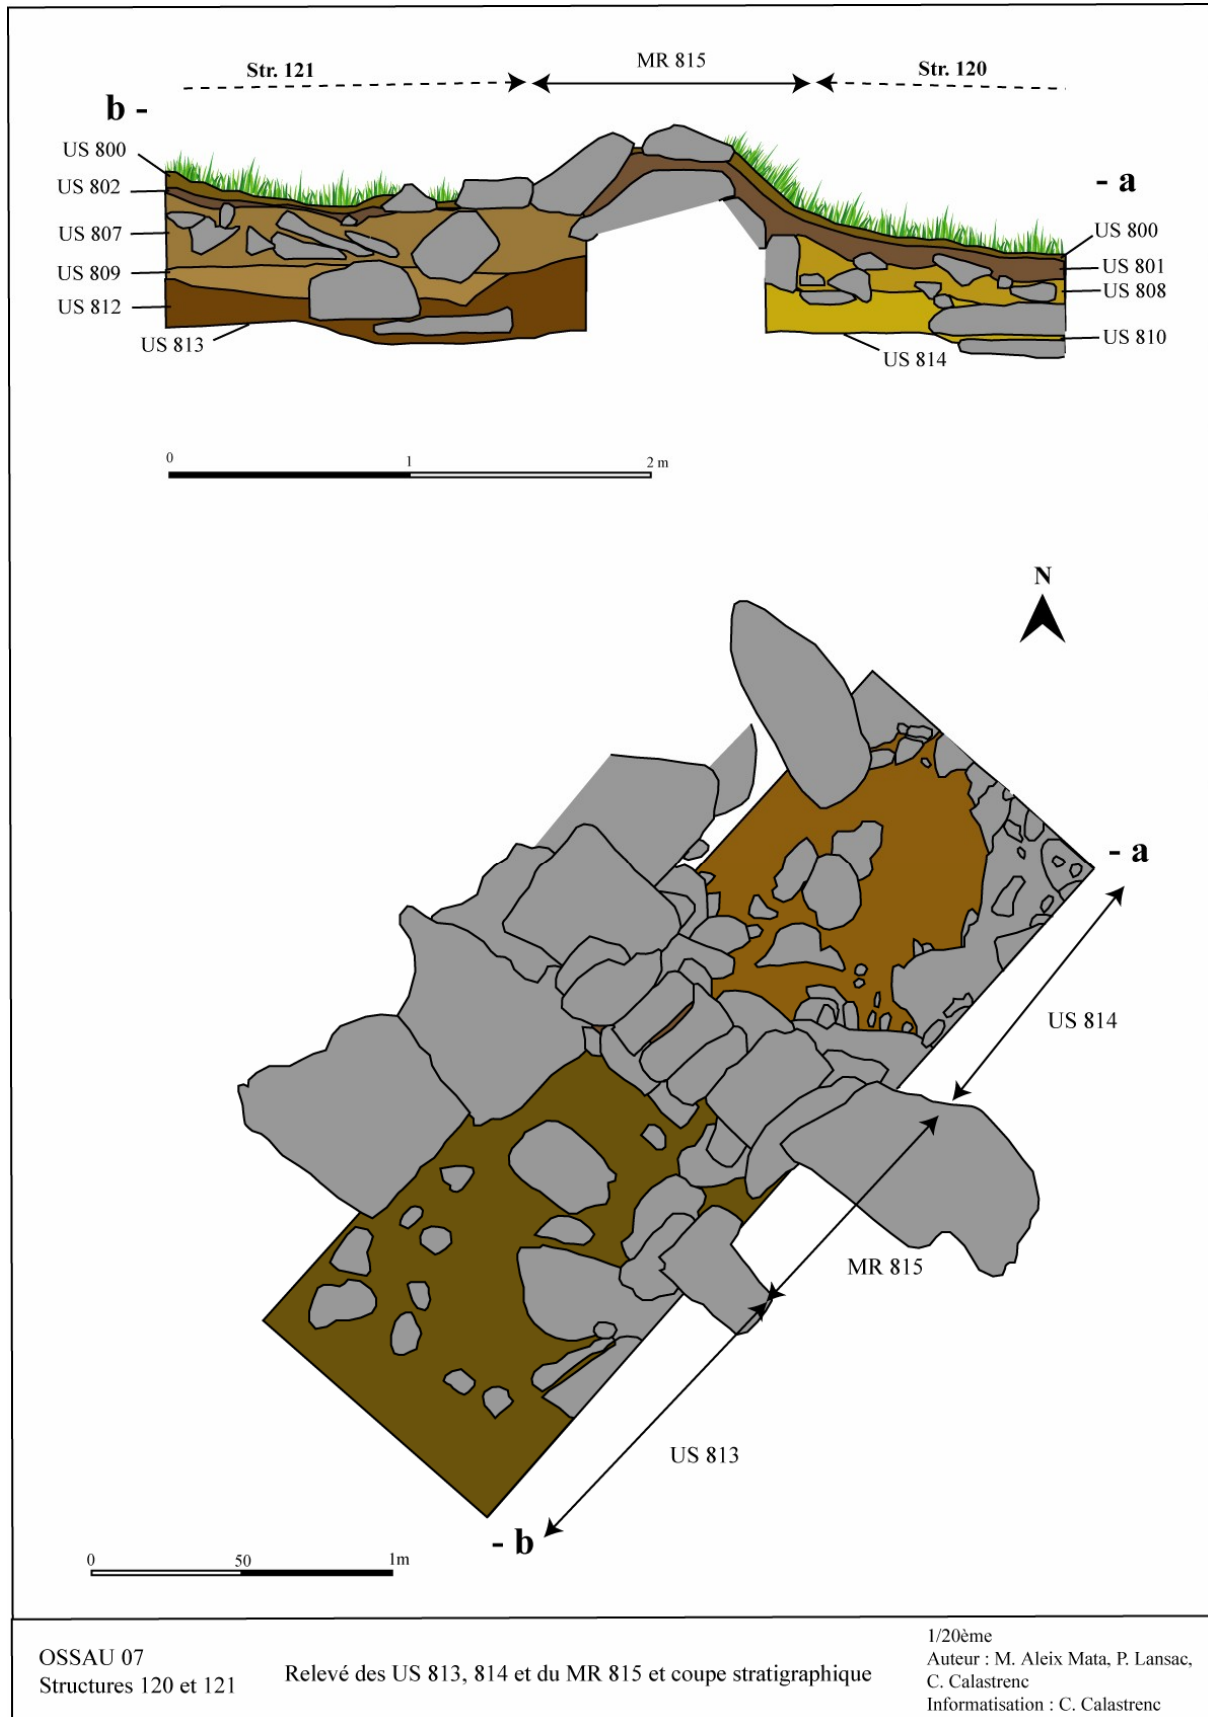 Str. 121
MR 815
Str. 120
b -
- a
US 800
US 802
US 807
US 809
US 812
US 813
US 800
US 801
US 808
US 810
US 814
0
1
2 m
N
- a
US 814
MR 815
US 813
- b
0
50
1m
OSSAU 07
Structures 120 et 121
Relevé des US 813, 814 et du MR 815 et coupe stratigraphique
1/20ème
Auteur : M. Aleix Mata, P. Lansac,
C. Calastrenc
Informatisation : C. Calastrenc